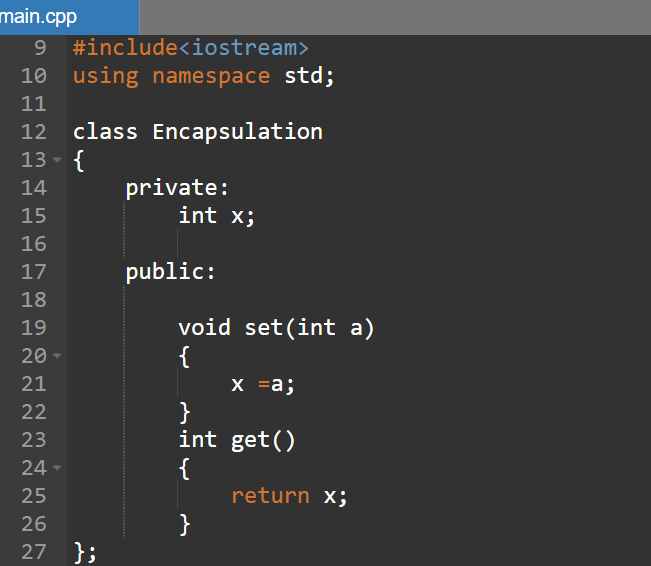 main.cpp
9 #include<iostream>
10 using namespace std;
11
12 class Encapsulation
13 {
14     private:
15         int x;
16
17     public:
18
19         void set(int a)
20         {
21             x =a;
22         }
23         int get()
24         {
25             return x;
26         }
27 };